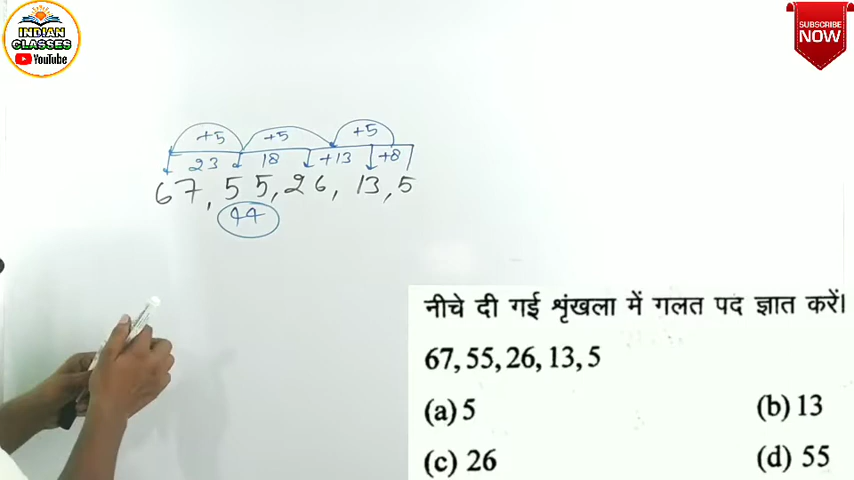 INDIAN
CLASSES
YouTube
SUBSCRIBE
NOW
+5 +5 +5
23 18 +13 +8
67, 55, 26, 13, 5
44
नीचे दी गई शृंखला में गलत पद ज्ञात करें।
67, 55, 26, 13, 5
(a) 5 (b) 13
(c) 26 (d) 55